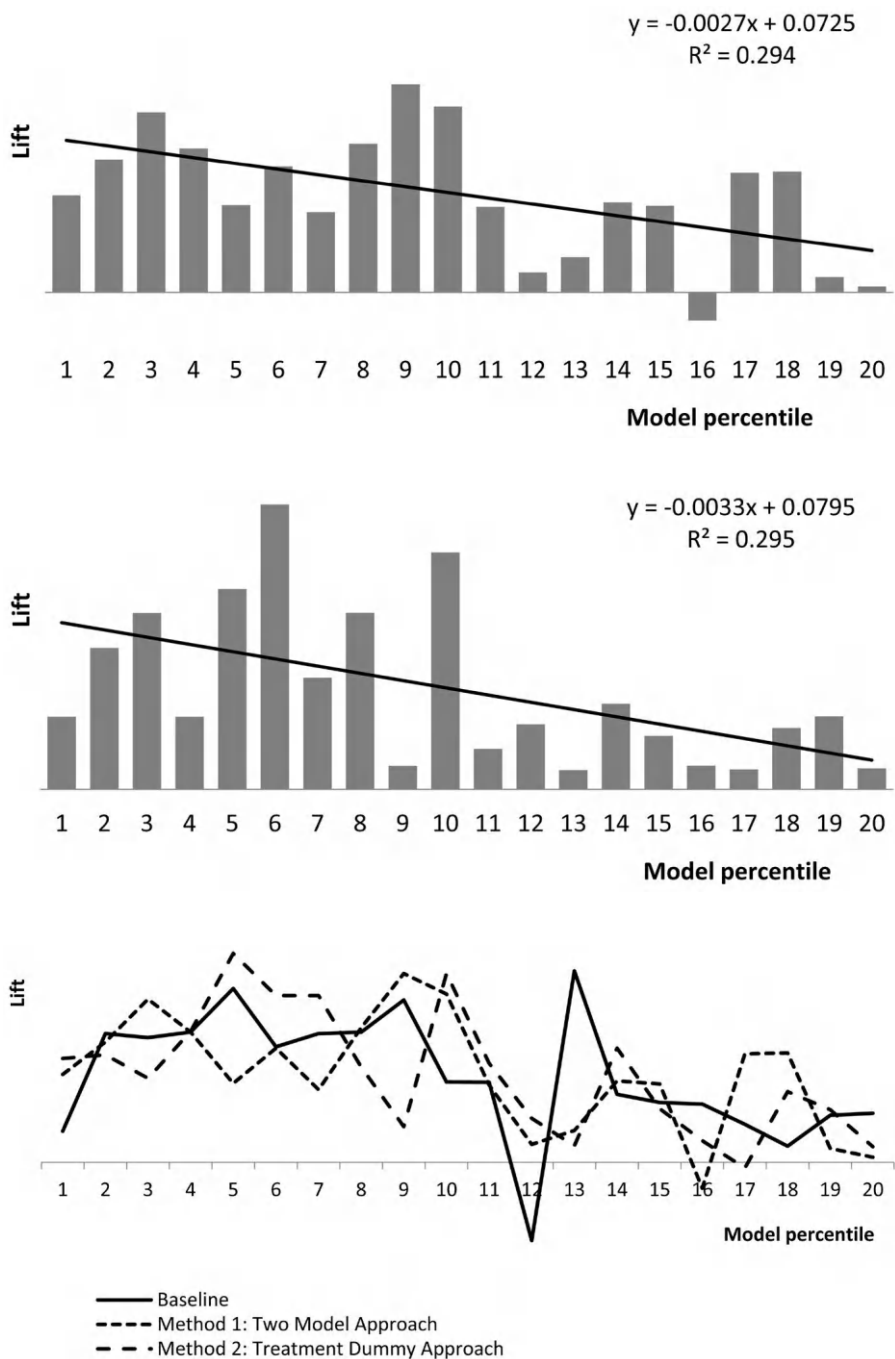 y = -0.0027x + 0.0725
R² = 0.294
Lift
1 2 3 4 5 6 7 8 9 10 11 12 13 14 15 16 17 18 19 20
Model percentile
y = -0.0033x + 0.0795
R² = 0.295
Lift
1 2 3 4 5 6 7 8 9 10 11 12 13 14 15 16 17 18 19 20
Model percentile
Lift
1 2 3 4 5 6 7 8 9 10 11 12 13 14 15 16 17 18 19 20
Model percentile
Baseline
Method 1: Two Model Approach
Method 2: Treatment Dummy Approach